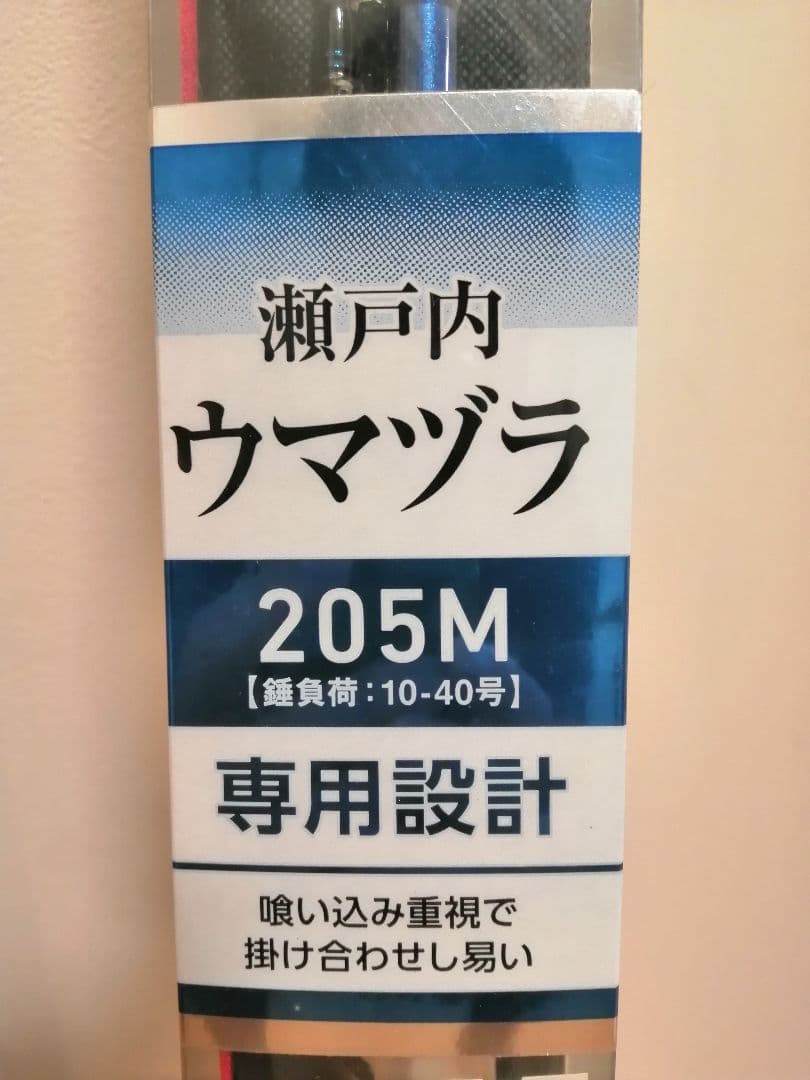 瀬戸内
ウマヅラ
205M
【錘負荷：10-40号】
専用設計
喰い込み重視で
掛け合わせし易い